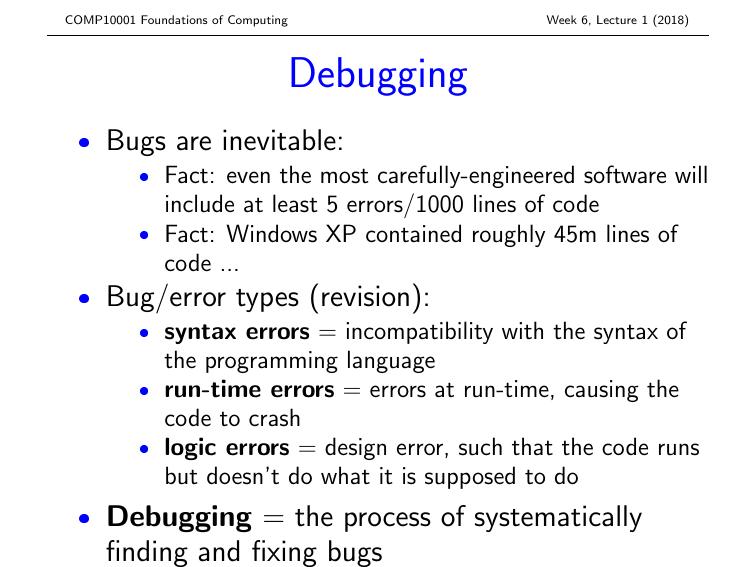 COMP10001 Foundations of Computing Week 6, Lecture 1 (2018)
Debugging
• Bugs are inevitable:
• Fact: even the most carefully-engineered software will
include at least 5 errors/1000 lines of code
• Fact: Windows XP contained roughly 45m lines of
code ...
• Bug/error types (revision):
• syntax errors = incompatibility with the syntax of
the programming language
• run-time errors = errors at run-time, causing the
code to crash
• logic errors = design error, such that the code runs
but doesn't do what it is supposed to do
• Debugging = the process of systematically
finding and fixing bugs